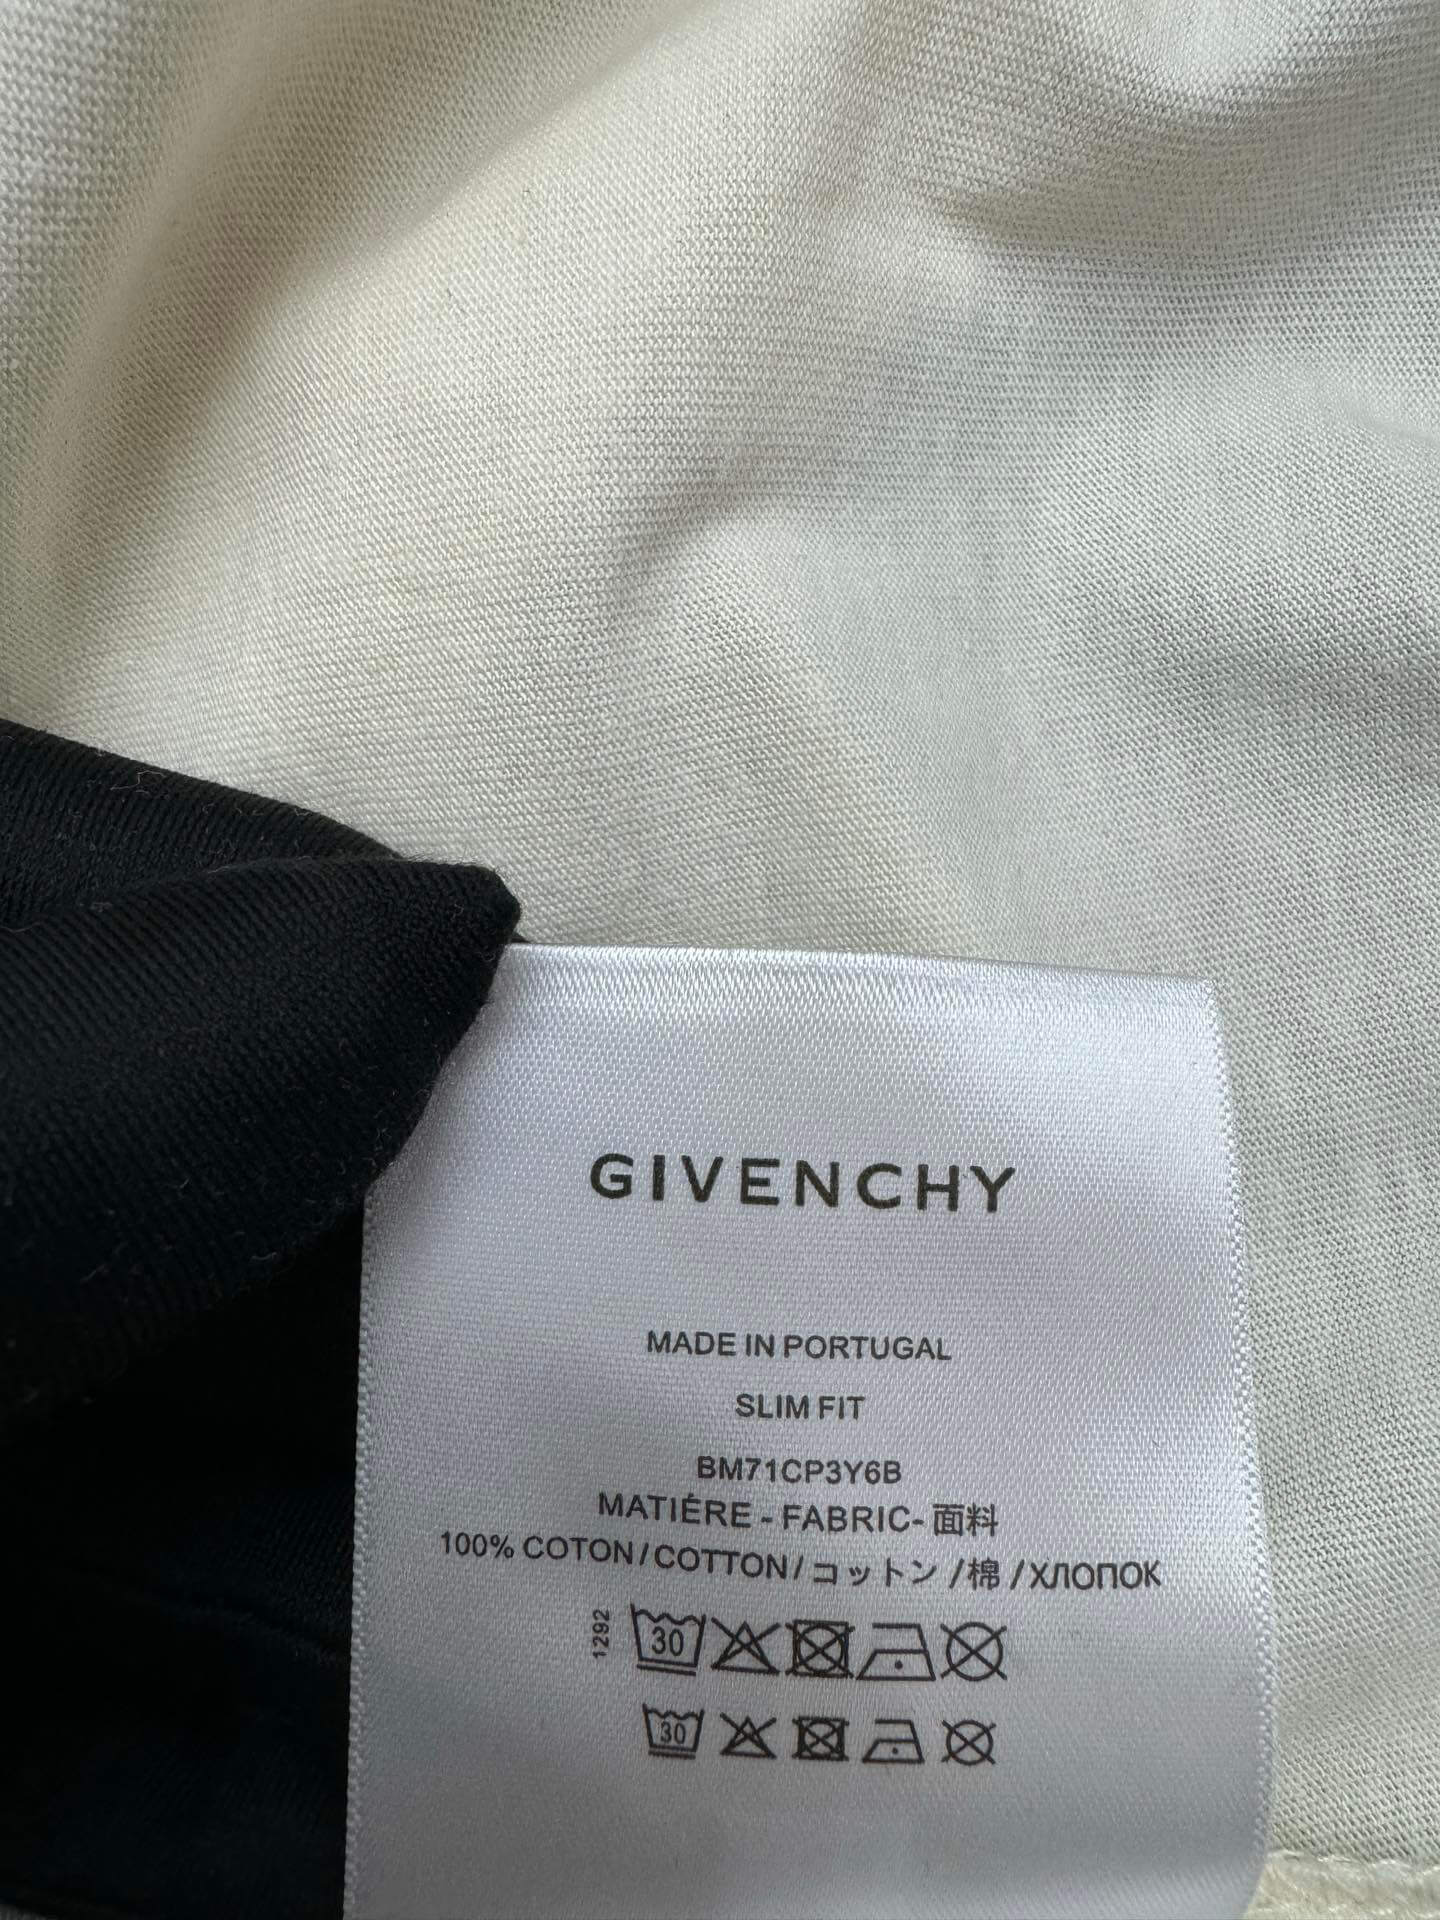 GIVENCHY
MADE IN PORTUGAL
SLIM FIT
BM71CP3Y6B
MATIÉRE - FABRIC- 面料
100% COTON/COTTON/コットン/棉/ХЛОПОК
1292
30
30